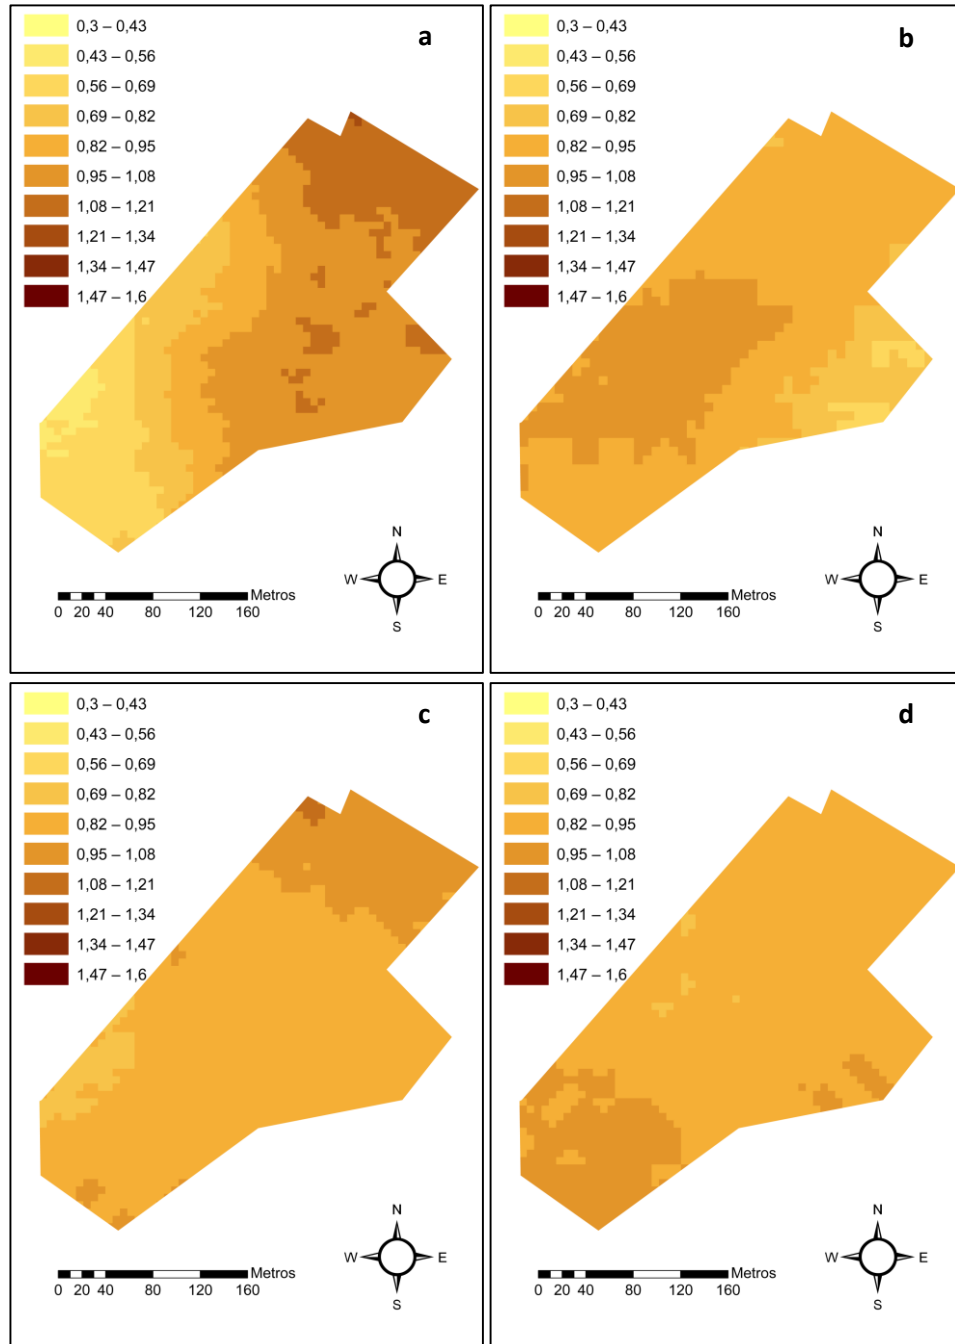 a
0,3 – 0,43
0,43 – 0,56
0,56 – 0,69
0,69 – 0,82
0,82 – 0,95
0,95 – 1,08
1,08 – 1,21
1,21 – 1,34
1,34 – 1,47
1,47 – 1,6
N
W E
S
Metros
0 20 40 80 120 160
b
0,3 – 0,43
0,43 – 0,56
0,56 – 0,69
0,69 – 0,82
0,82 – 0,95
0,95 – 1,08
1,08 – 1,21
1,21 – 1,34
1,34 – 1,47
1,47 – 1,6
N
W E
S
Metros
0 20 40 80 120 160
c
0,3 – 0,43
0,43 – 0,56
0,56 – 0,69
0,69 – 0,82
0,82 – 0,95
0,95 – 1,08
1,08 – 1,21
1,21 – 1,34
1,34 – 1,47
1,47 – 1,6
N
W E
S
Metros
0 20 40 80 120 160
d
0,3 – 0,43
0,43 – 0,56
0,56 – 0,69
0,69 – 0,82
0,82 – 0,95
0,95 – 1,08
1,08 – 1,21
1,21 – 1,34
1,34 – 1,47
1,47 – 1,6
N
W E
S
Metros
0 20 40 80 120 160